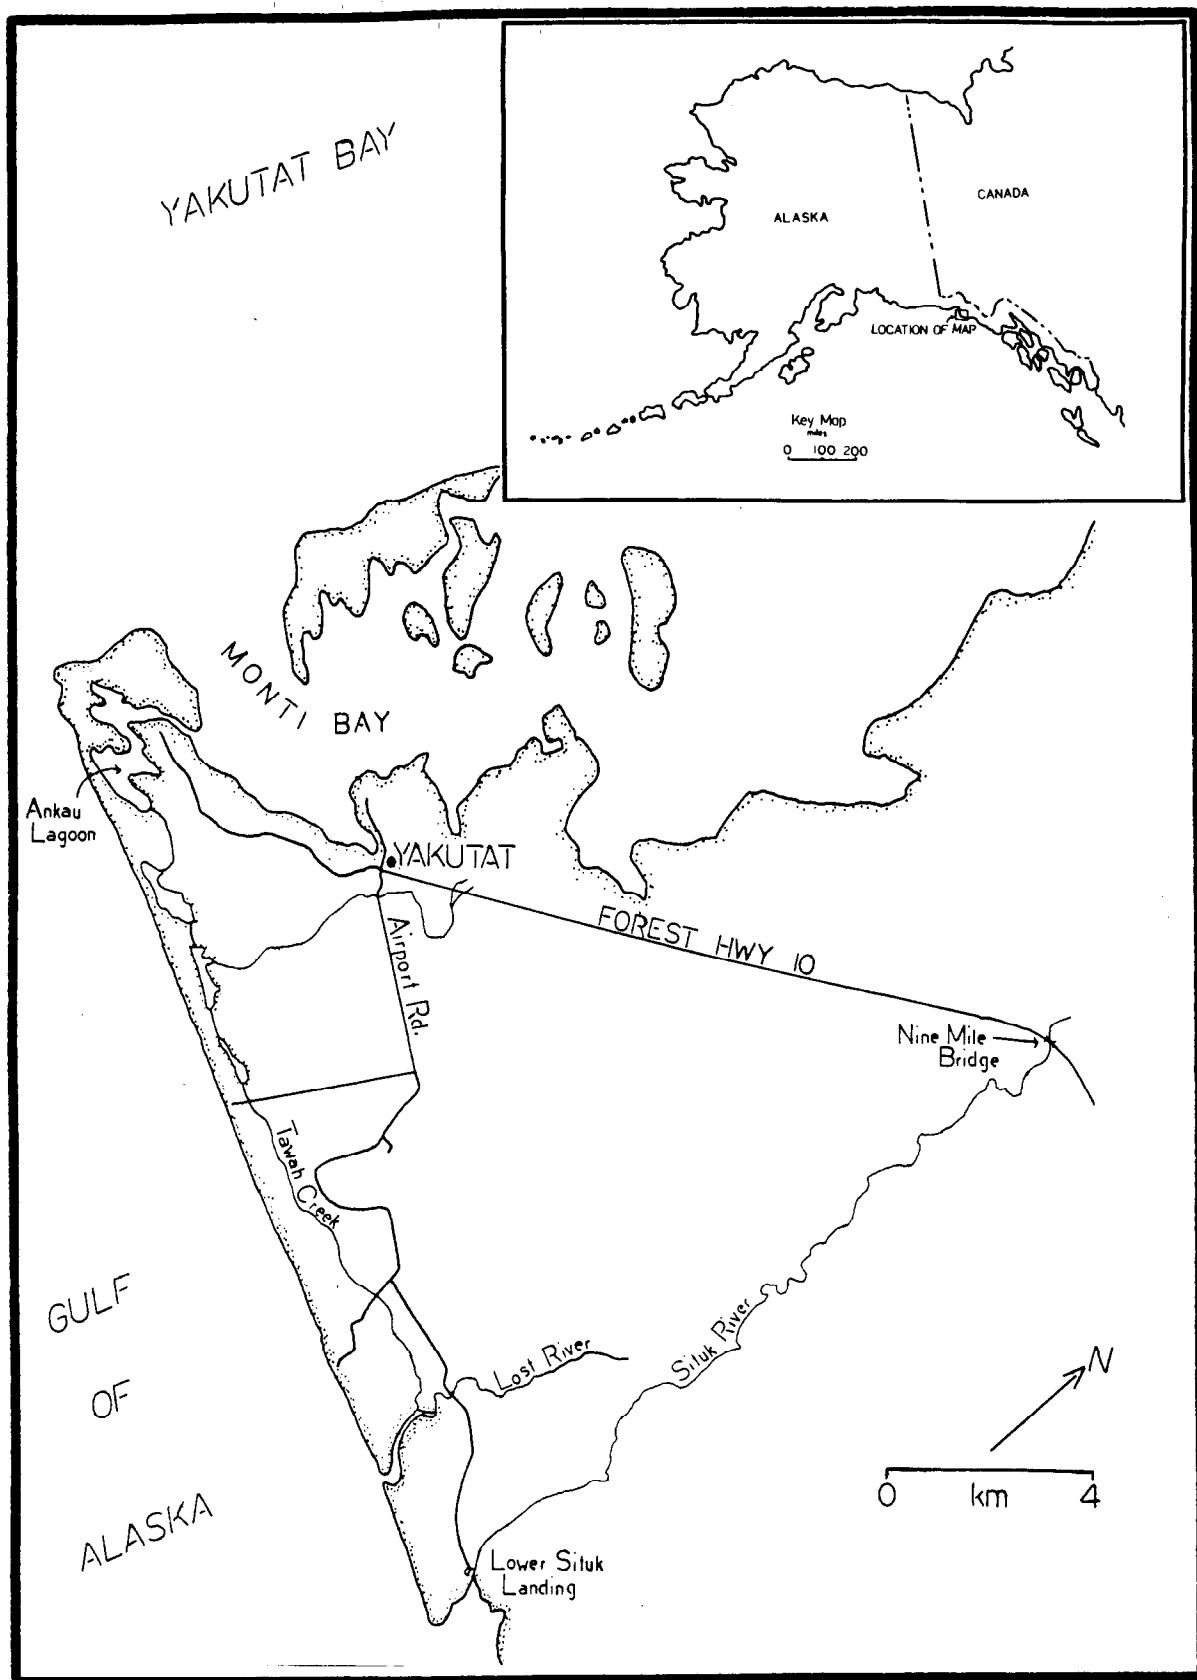 YAKUTAT BAY
ALASKA
CANADA
LOCATION OF MAP
Key Map
miles
0 100 200
MONTI BAY
Ankau
Lagoon
YAKUTAT
FOREST HWY 10
Airport Rd.
Nine Mile
Bridge
Tawah Creek
GULF
OF
ALASKA
Lost River
Situk River
N
0 km 4
Lower Situk
Landing